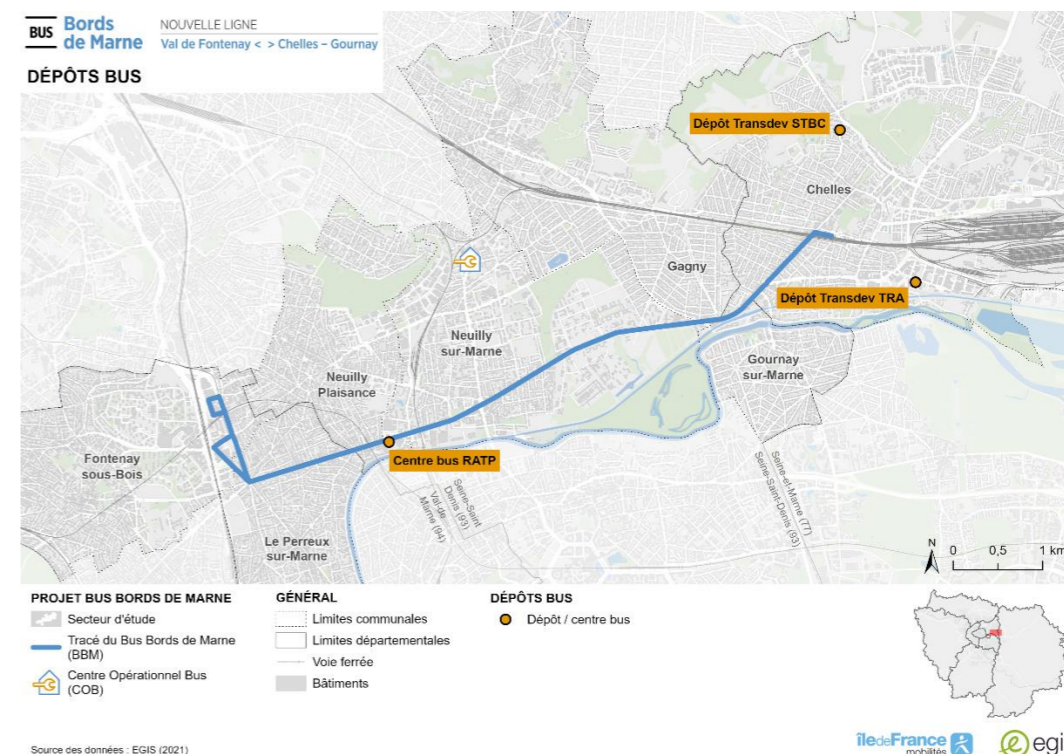 BUS Bords
de Marne
NOUVELLE LIGNE
Val de Fontenay < > Chelles – Gournay
DÉPÔTS BUS
Dépôt Transdev STBC
Chelles
Gagny
Dépôt Transdev TRA
Neuilly
sur-Marne
Gournay
sur-Marne
Neuilly
Plaisance
Fontenay
sous-Bois
Centre bus RATP
Seine-Saint
Denis (93)
Val-de
Marne (94)
Seine-et-Marne (77)
Seine-Saint-Denis (93)
Le Perreux
sur-Marne
N
0 0,5 1 km
PROJET BUS BORDS DE MARNE
Secteur d'étude
Tracé du Bus Bords de Marne
(BBM)
Centre Opérationnel Bus
(COB)
GÉNÉRAL
Limites communales
Limites départementales
Voie ferrée
Bâtiments
DÉPÔTS BUS
Dépôt / centre bus
Source des données : EGIS (2021)
îledeFrance
mobilités
egi